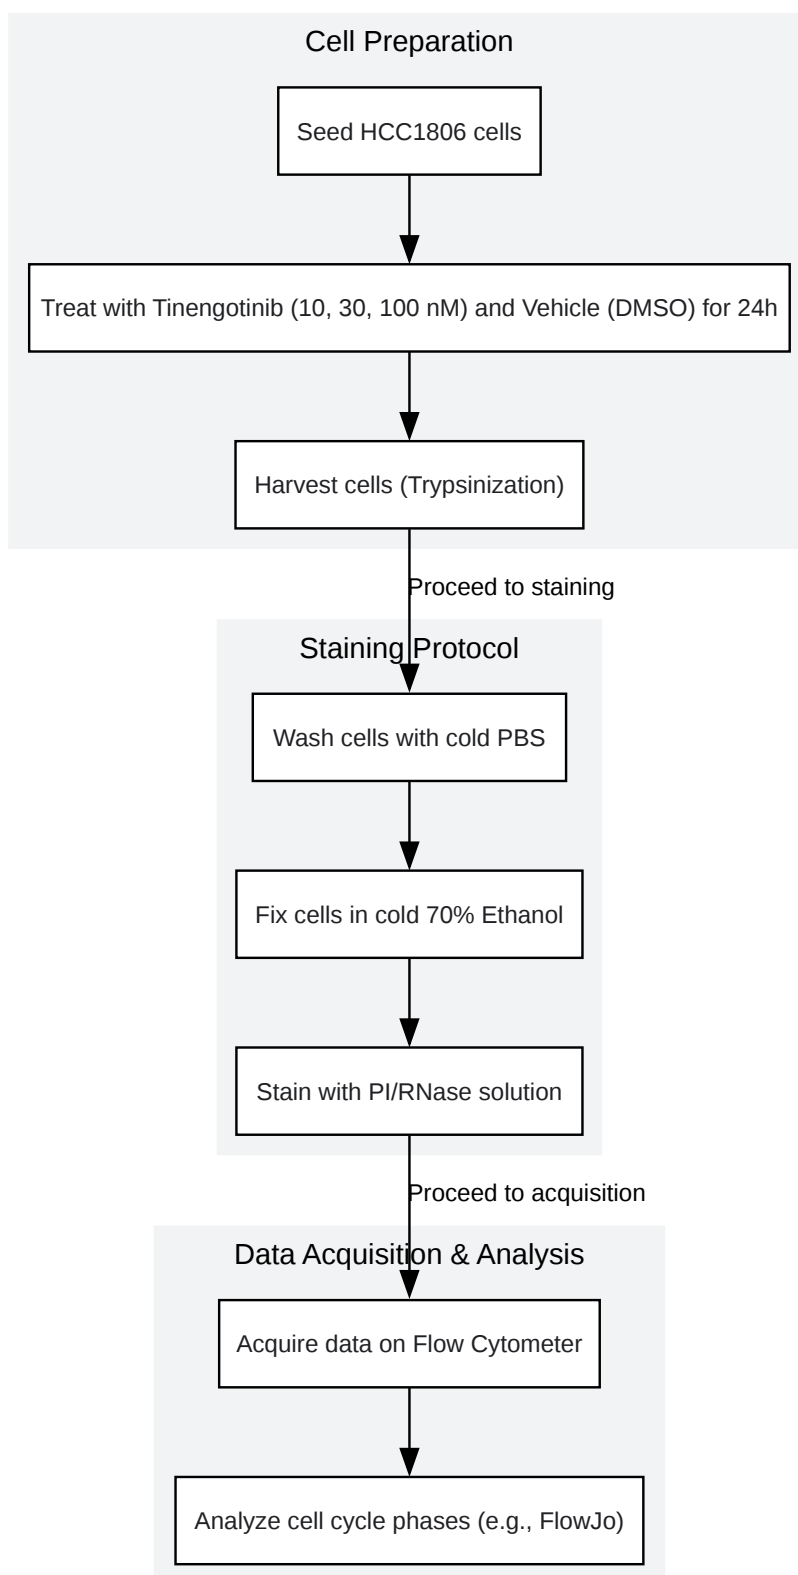 Cell Preparation
Seed HCC1806 cells
Treat with Tinengotinib (10, 30, 100 nM) and Vehicle (DMSO) for 24h
Harvest cells (Trypsinization)
Proceed to staining
Staining Protocol
Wash cells with cold PBS
Fix cells in cold 70% Ethanol
Stain with PI/RNase solution
Proceed to acquisition
Data Acquisition & Analysis
Acquire data on Flow Cytometer
Analyze cell cycle phases (e.g., FlowJo)